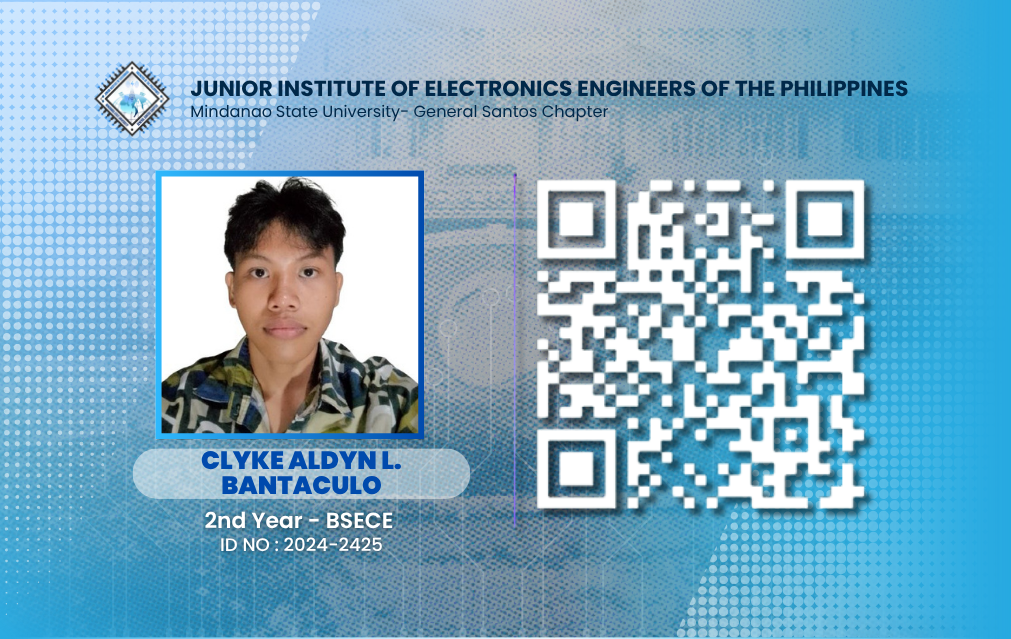 JUNIOR INSTITUTE OF ELECTRONICS ENGINEERS OF THE PHILIPPINES
Mindanao State University- General Santos Chapter
CLYKE ALDYN L.
BANTACULO
2nd Year - BSECE
ID NO : 2024-2425